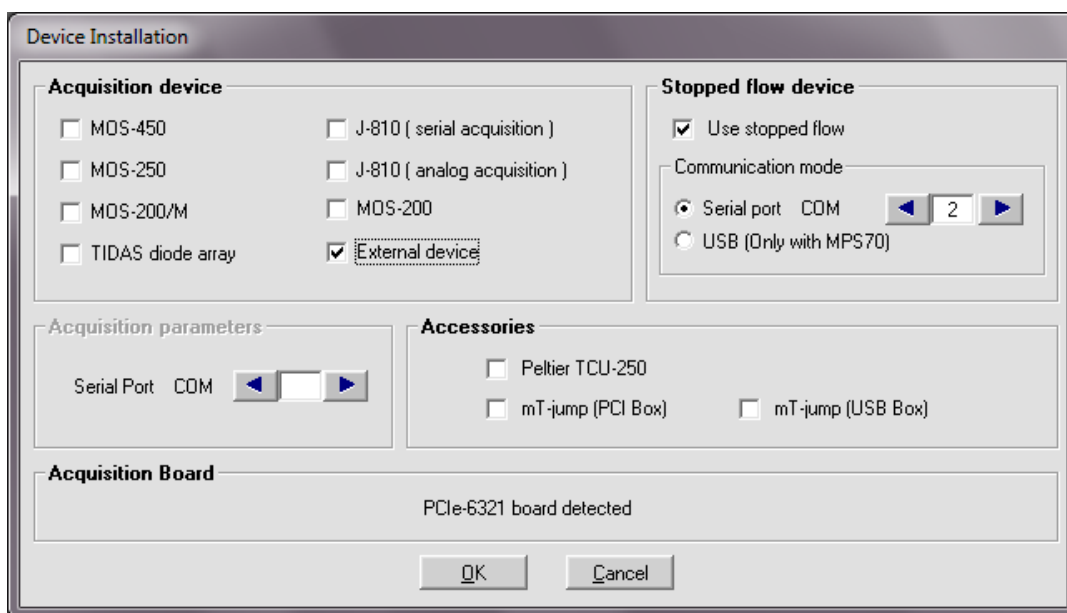 Device Installation
Acquisition device
MOS-450
J-810 ( serial acquisition )
MOS-250
J-810 ( analog acquisition )
MOS-200/M
MOS-200
TIDAS diode array
External device
Stopped flow device
Use stopped flow
Communication mode
Serial port COM 2
USB (Only with MPS70)
Acquisition parameters
Serial Port COM
Accessories
Peltier TCU-250
mT-jump (PCI Box)
mT-jump (USB Box)
Acquisition Board
PCIe-6321 board detected
OK
Cancel